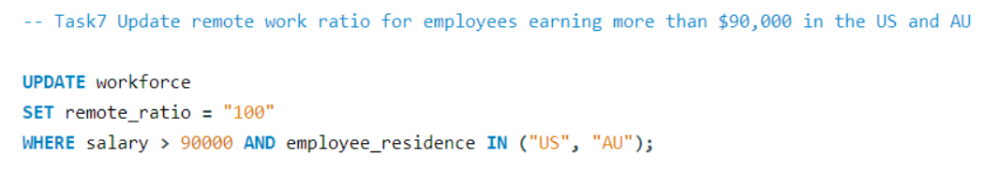 -- Task7 Update remote work ratio for employees earning more than $90,000 in the US and AU
UPDATE workforce
SET remote_ratio = "100"
WHERE salary > 90000 AND employee_residence IN ("US", "AU");